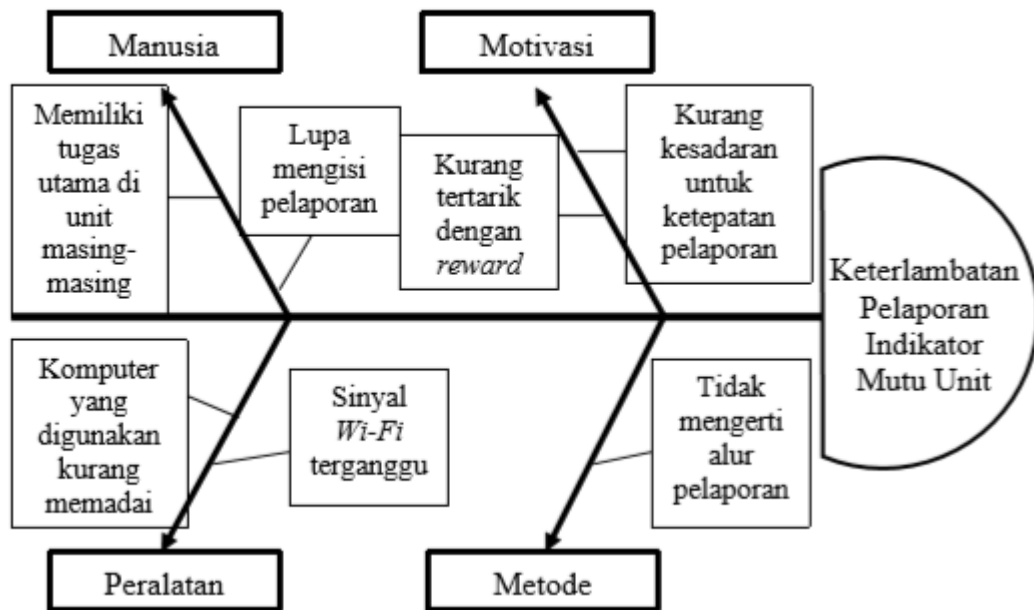 Manusia
Motivasi
Memiliki
tugas
utama di
unit
masing-
masing
Lupa
mengisi
pelaporan
Kurang
tertarik
dengan
reward
Kurang
kesadaran
untuk
ketepatan
pelaporan
Keterlambatan
Pelaporan
Indikator
Mutu Unit
Komputer
yang
digunakan
kurang
memadai
Sinyal
Wi-Fi
terganggu
Tidak
mengerti
alur
pelaporan
Peralatan
Metode